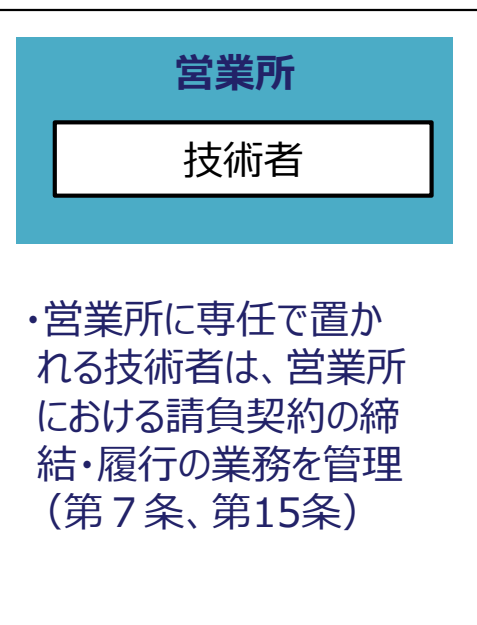 営業所
技術者
・営業所に専任で置か
れる技術者は、営業所
における請負契約の締
結・履行の業務を管理
（第７条、第15条）